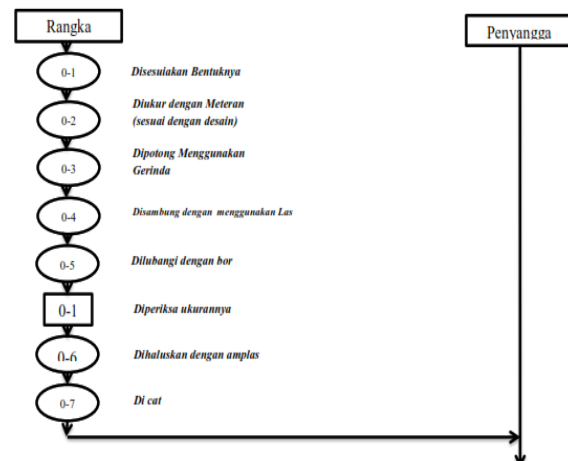 Rangka
Penyangga
0-1
Disesuiakan Bentuknya
0-2
Diukur dengan Meteran
(sesuai dengan desain)
0-3
Dipotong Menggunakan
Gerinda
0-4
Disambung dengan menggunakan Las
0-5
Dilubangi dengan bor
0-1
Diperiksa ukurannya
0-6
Dihaluskan dengan amplas
0-7
Di cat